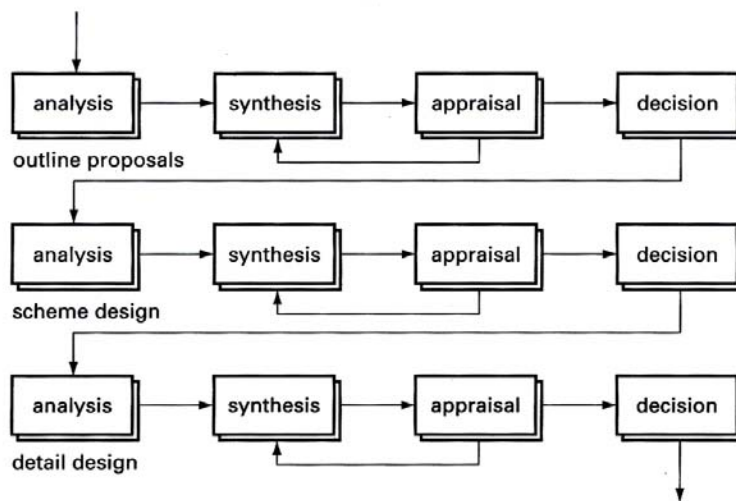 analysis synthesis appraisal decision
outline proposals
analysis synthesis appraisal decision
scheme design
analysis synthesis appraisal decision
detail design